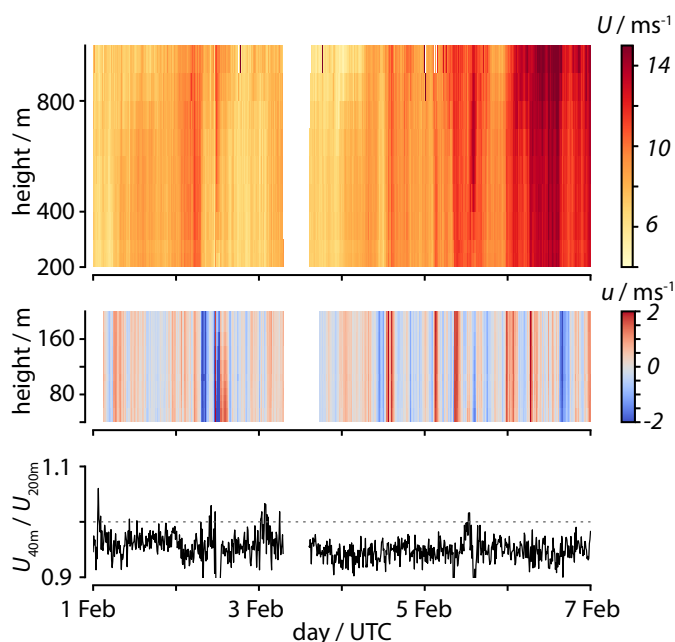 U / ms⁻¹
height / m
800
400
200
14
10
6
u / ms⁻¹
height / m
160
80
2
0
-2
U₄₀ₘ / U₂₀₀ₘ
1.1
0.9
1 Feb
3 Feb
5 Feb
7 Feb
day / UTC